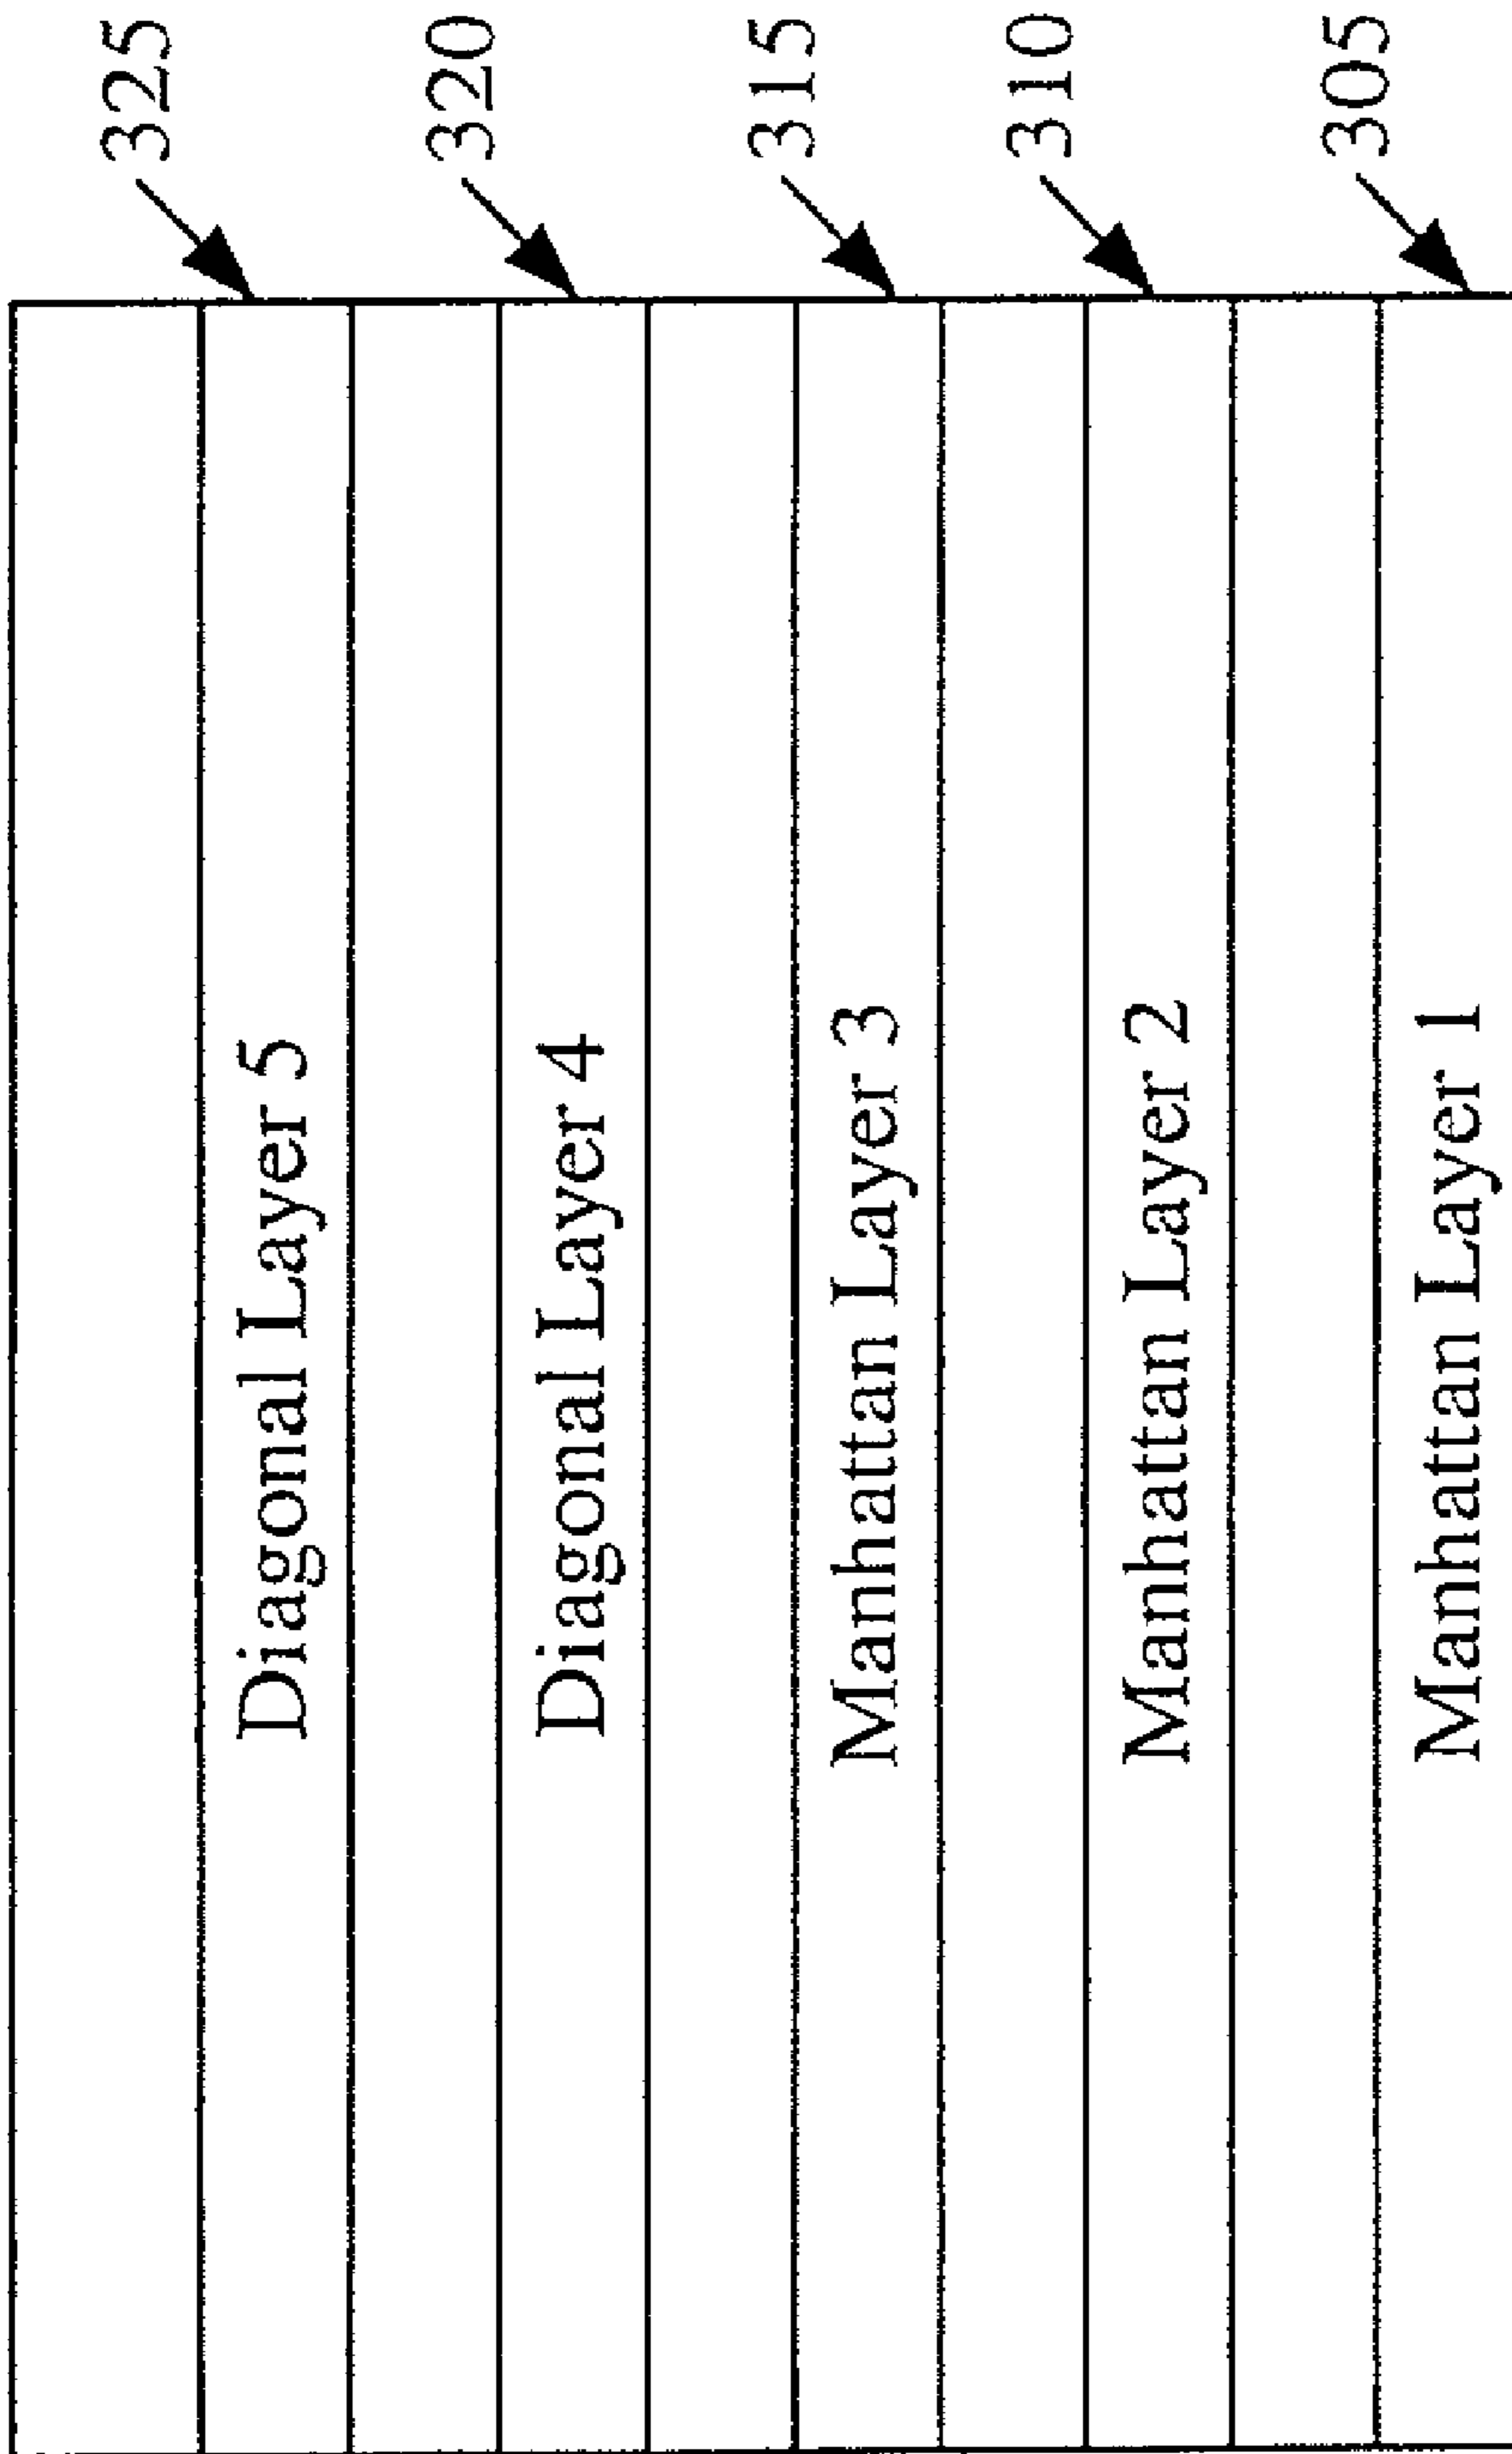 Diagonal Layer 5
325
Diagonal Layer 4
320
Manhattan Layer 3
315
Manhattan Layer 2
310
Manhattan Layer 1
305